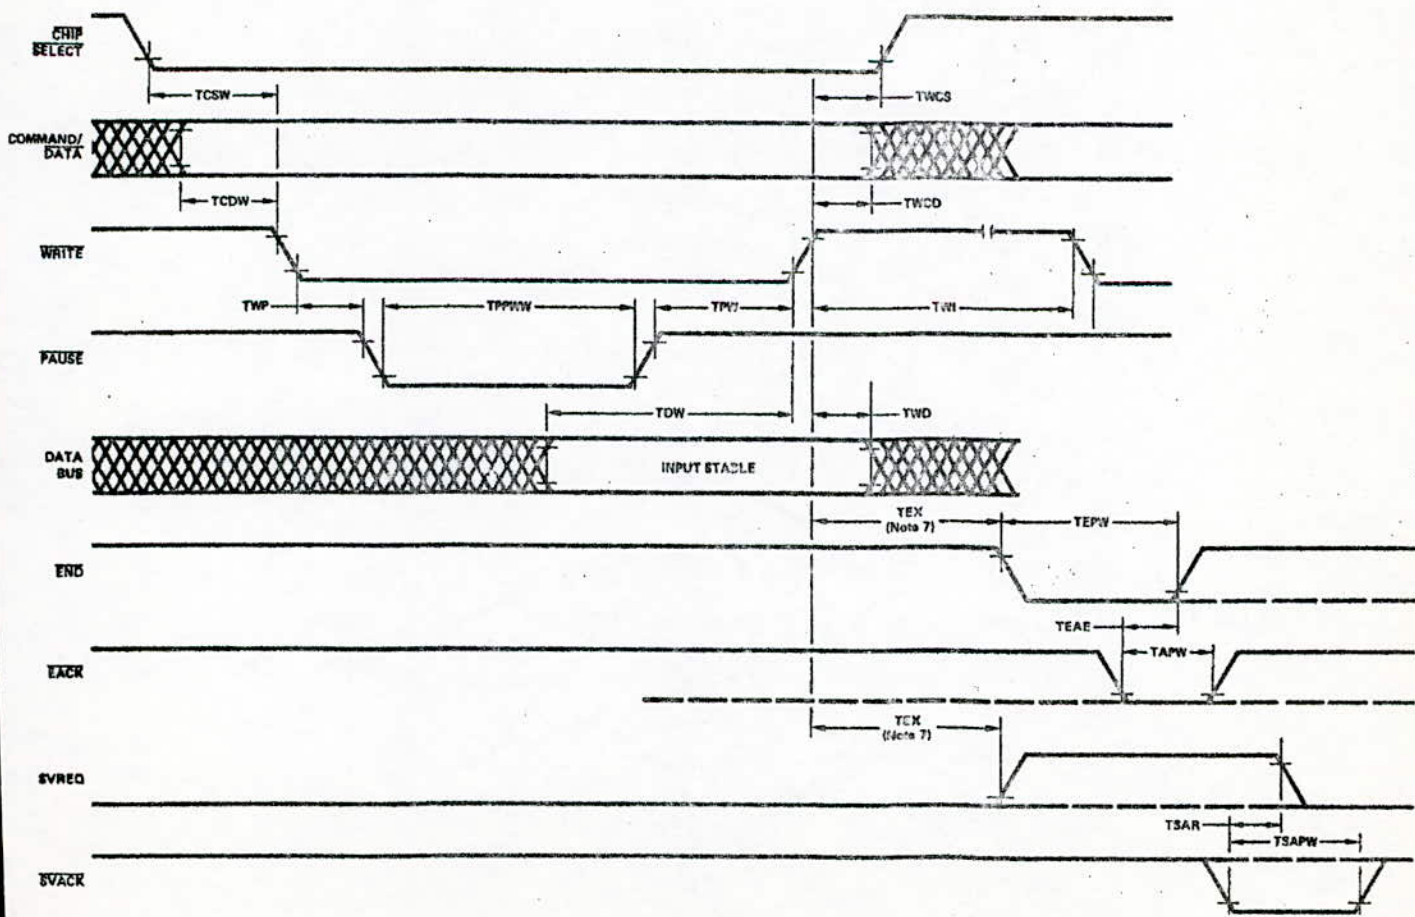 CHIP
SELECT
TCSW
TWCS
COMMAND/
DATA
TCDW
TWCD
WRITE
TWP
TPPWW
TPW
TWI
PAUSE
TDW
TWD
DATA
BUS
INPUT STABLE
TEX
(Note 7)
TEPW
END
TEAE
TAPW
EACK
TEX
(Note 7)
SVREQ
TSAR
TSAPW
SVACK